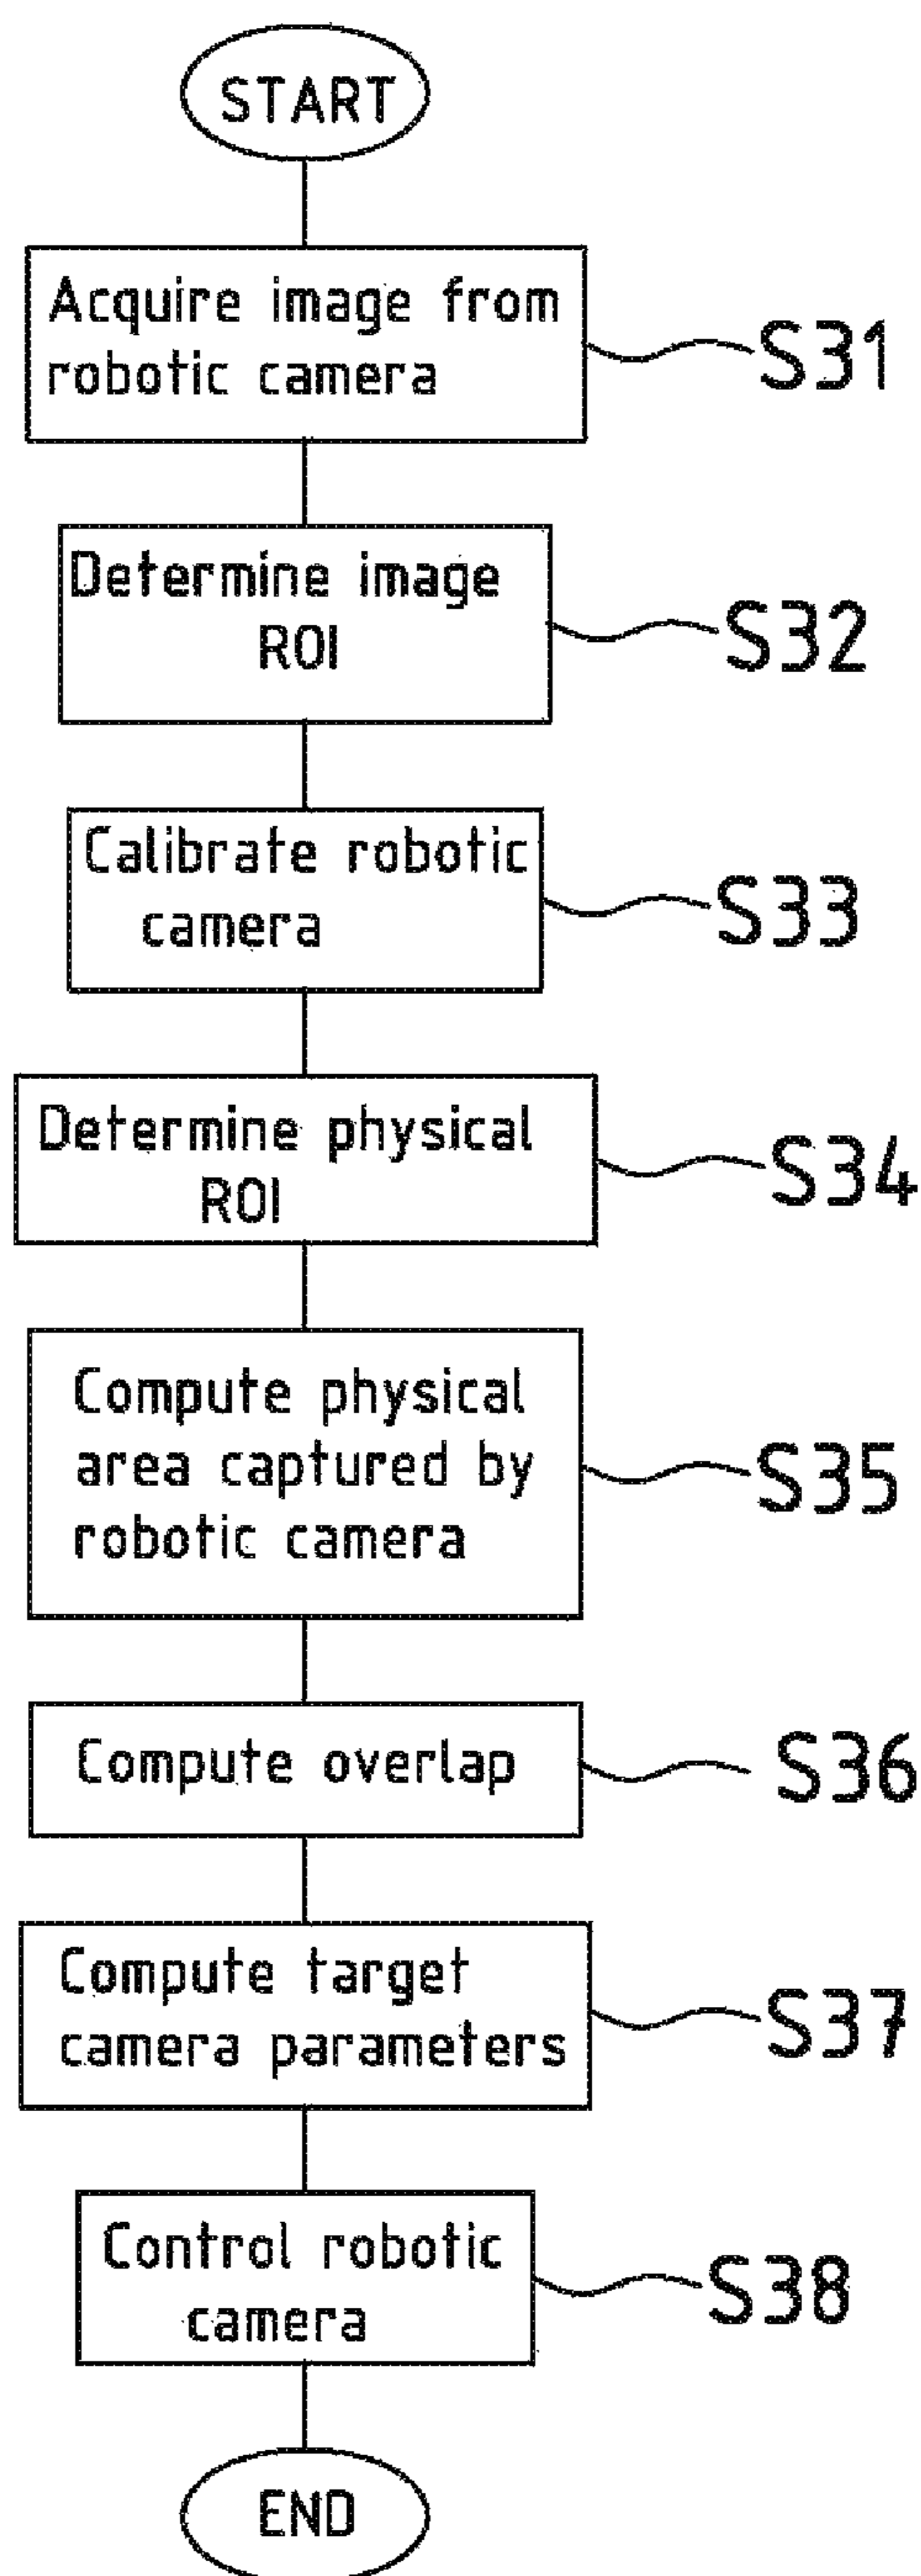 START
Acquire image from
robotic camera
S31
Determine image
ROI
S32
Calibrate robotic
camera
S33
Determine physical
ROI
S34
Compute physical
area captured by
robotic camera
S35
Compute overlap
S36
Compute target
camera parameters
S37
Control robotic
camera
S38
END